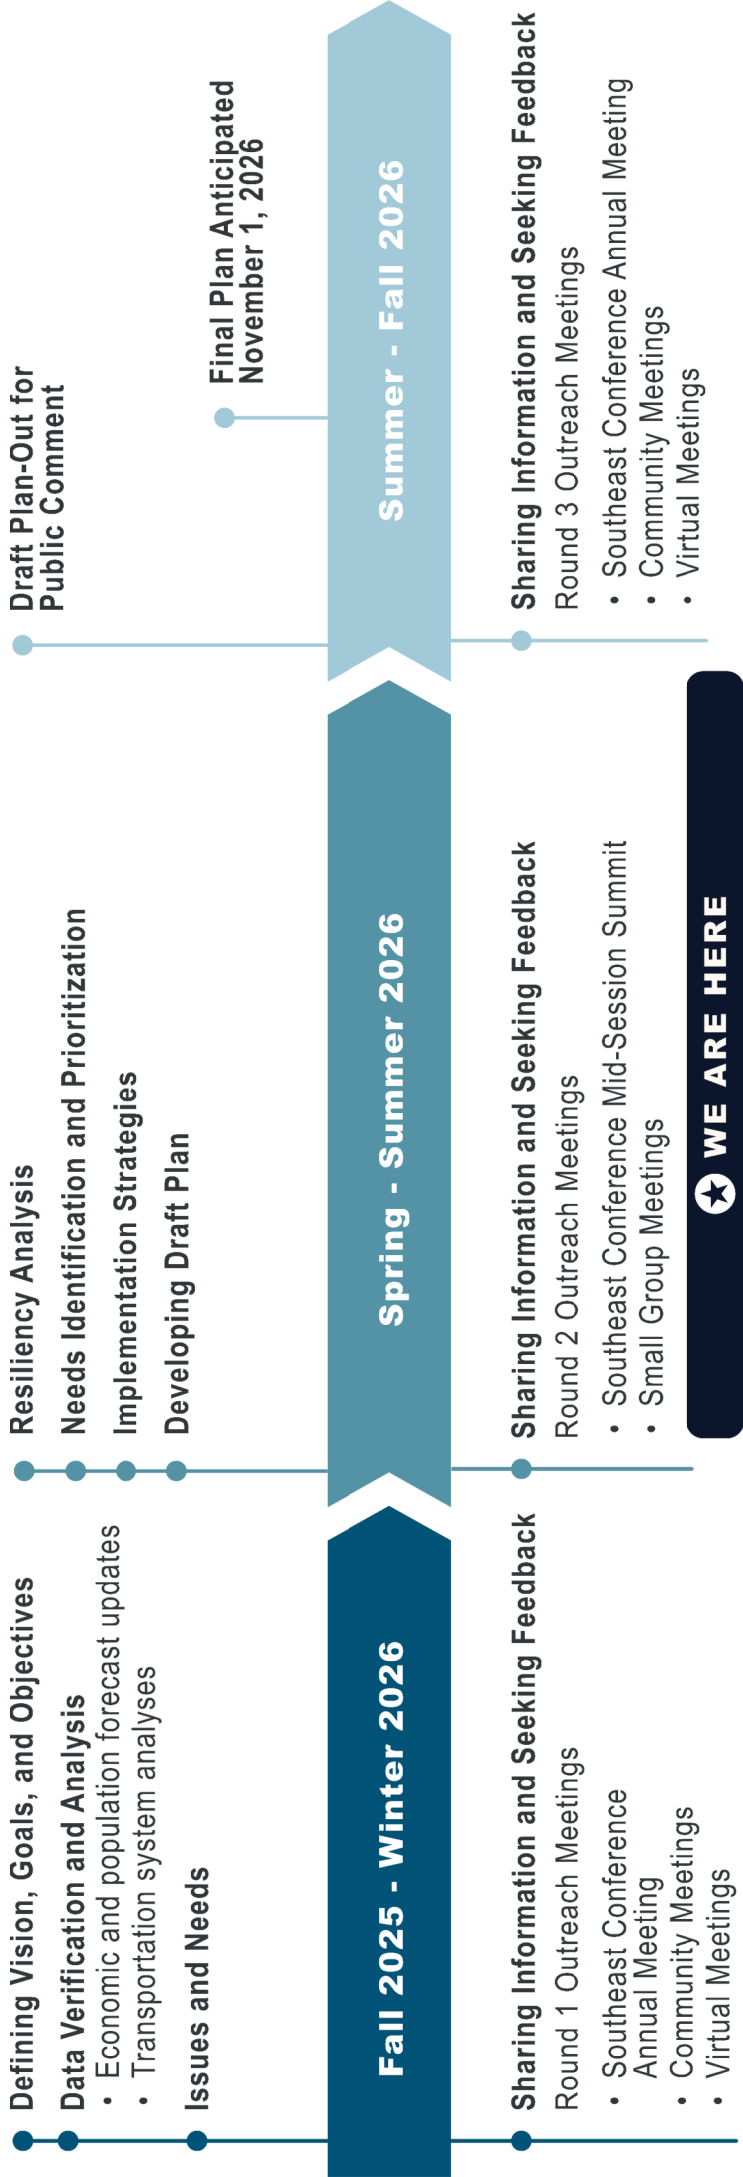 Defining Vision, Goals, and Objectives
Data Verification and Analysis
• Economic and population forecast updates
• Transportation system analyses
Issues and Needs
Fall 2025 - Winter 2026
Sharing Information and Seeking Feedback
Round 1 Outreach Meetings
• Southeast Conference
Annual Meeting
• Community Meetings
• Virtual Meetings
Resiliency Analysis
Needs Identification and Prioritization
Implementation Strategies
Developing Draft Plan
Spring - Summer 2026
Sharing Information and Seeking Feedback
Round 2 Outreach Meetings
• Southeast Conference Mid-Session Summit
• Small Group Meetings
WE ARE HERE
Draft Plan-Out for
Public Comment
Final Plan Anticipated
November 1, 2026
Summer - Fall 2026
Sharing Information and Seeking Feedback
Round 3 Outreach Meetings
• Southeast Conference Annual Meeting
• Community Meetings
• Virtual Meetings